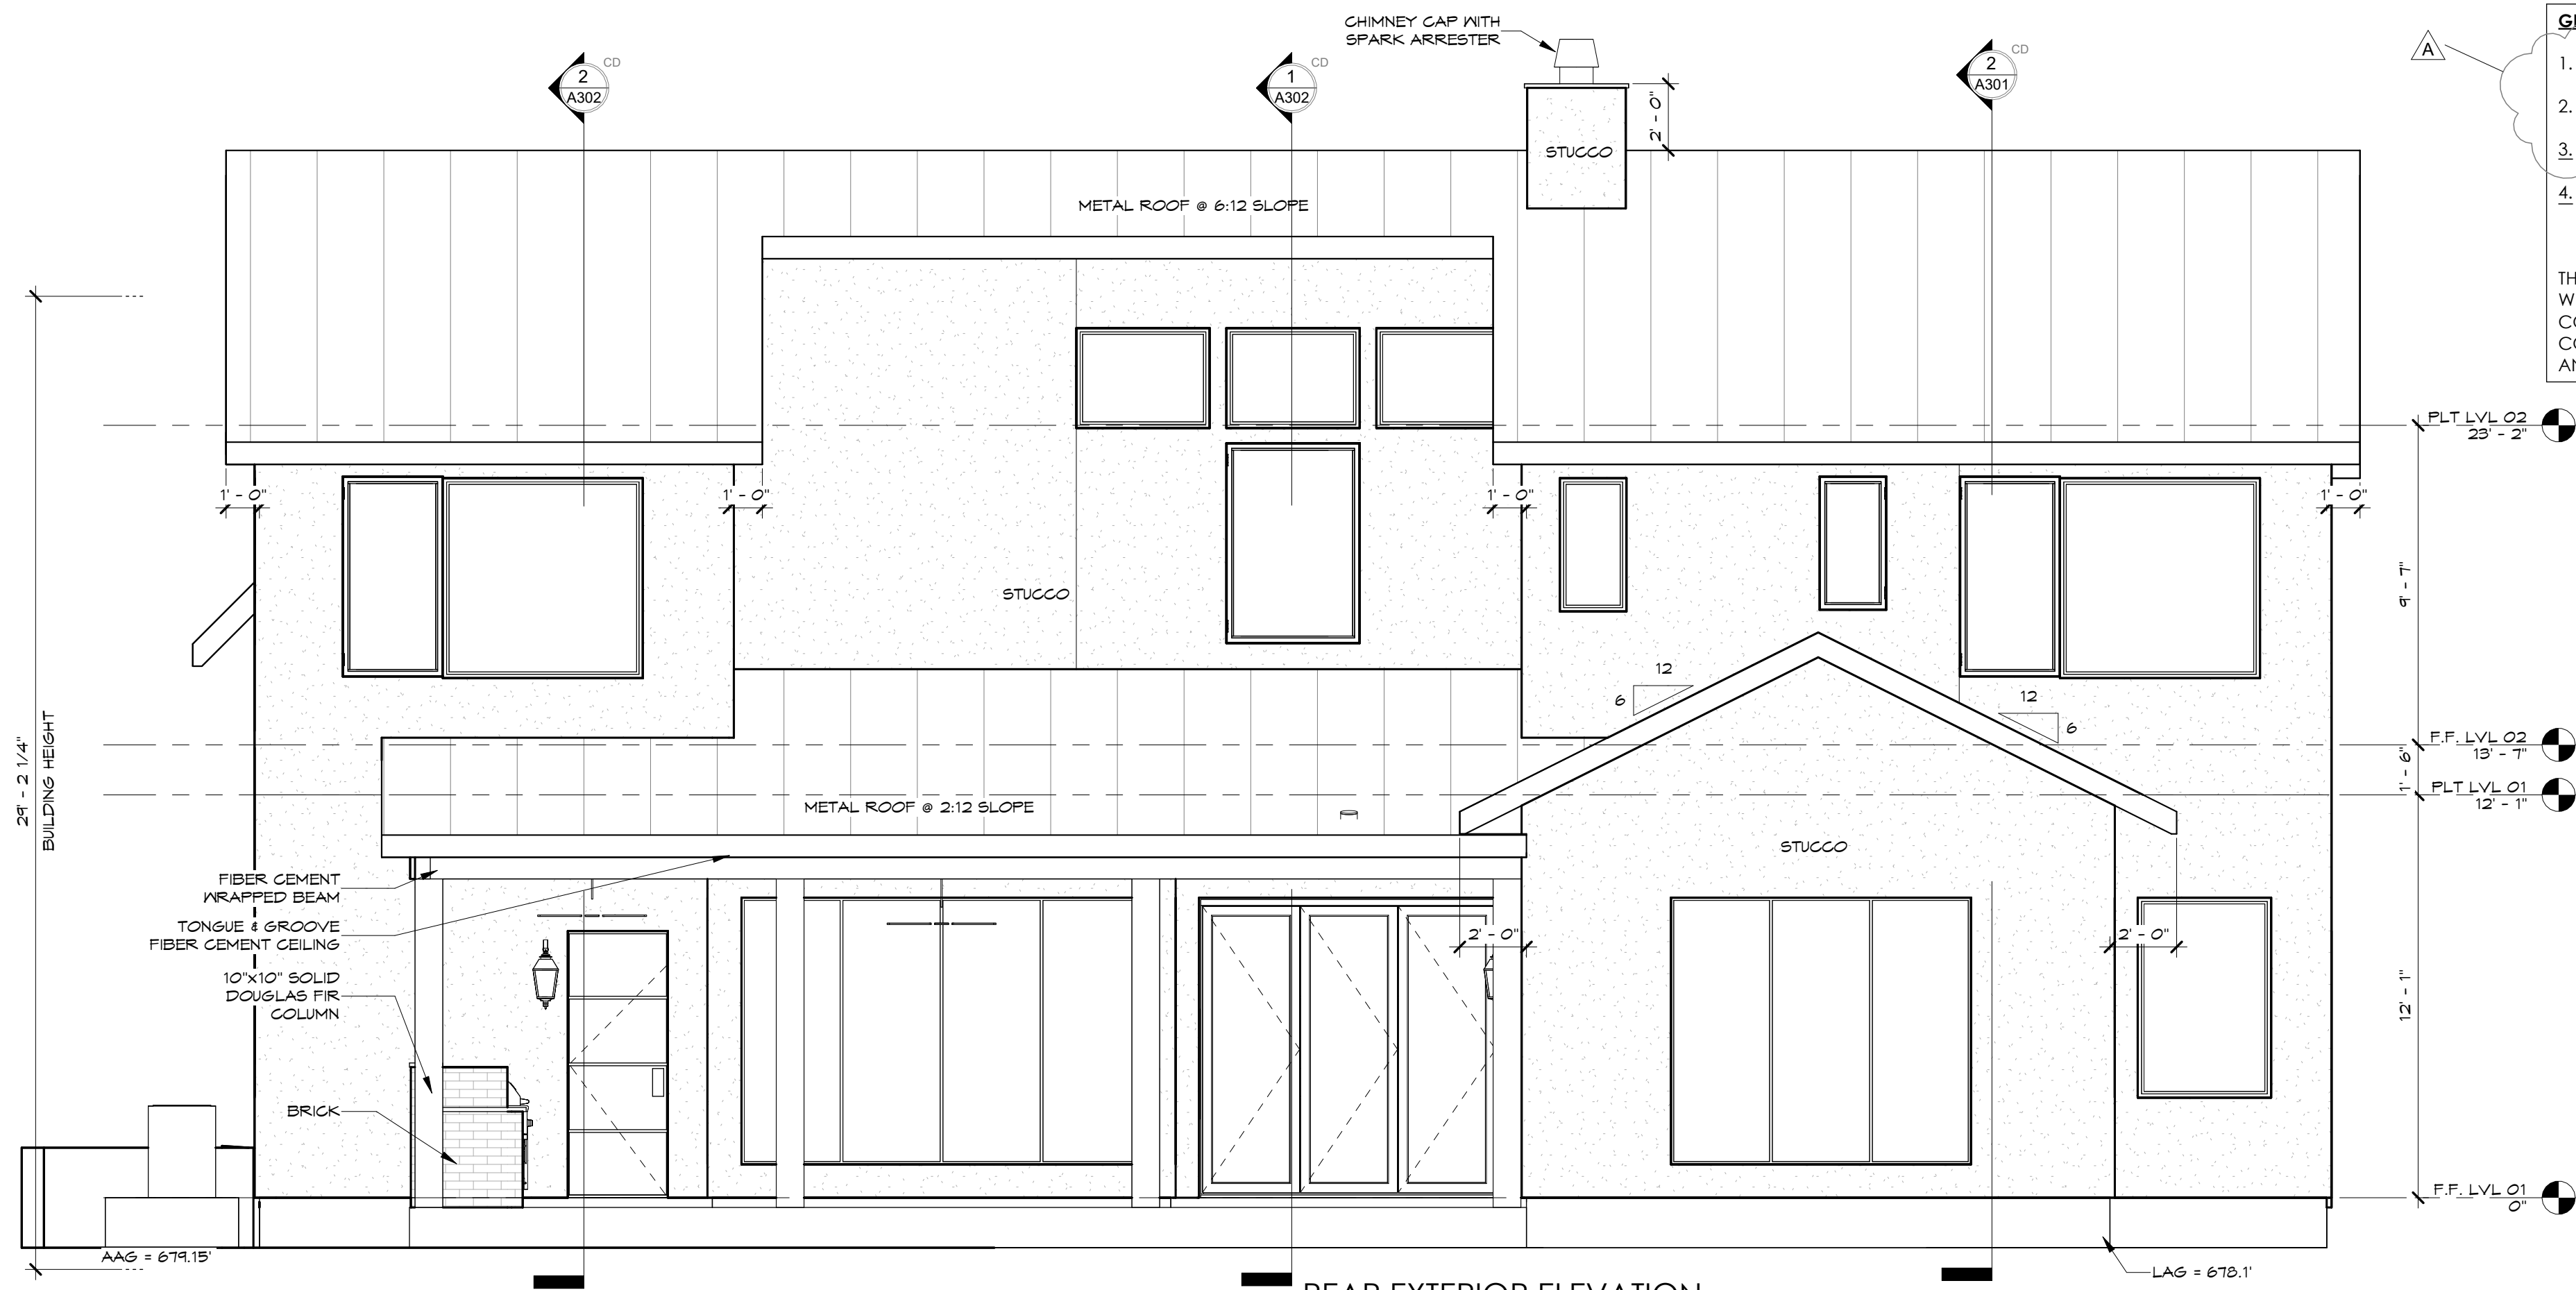 CHIMNEY CAP WITH
SPARK ARRESTER
2
A302
CD
1
A302
CD
2
A301
CD
A
1.
2.
3.
4.
2' - 0"
STUCCO
METAL ROOF @ 6:12 SLOPE
PLT LVL 02
23' - 2"
1' - 0"
1' - 0"
1' - 0"
1' - 0"
9' - 7"
STUCCO
12
6
12
6
29' - 2 1/4"
BUILDING HEIGHT
F.F. LVL 02
13' - 7"
1' - 6"
PLT LVL 01
12' - 1"
METAL ROOF @ 2:12 SLOPE
STUCCO
FIBER CEMENT
WRAPPED BEAM
TONGUE & GROOVE
FIBER CEMENT CEILING
2' - 0"
2' - 0"
10"x10" SOLID
DOUGLAS FIR
COLUMN
12' - 1"
BRICK
F.F. LVL 01
0"
AAG = 679.15'
LAG = 678.1'
REAR EXTERIOR ELEVATION